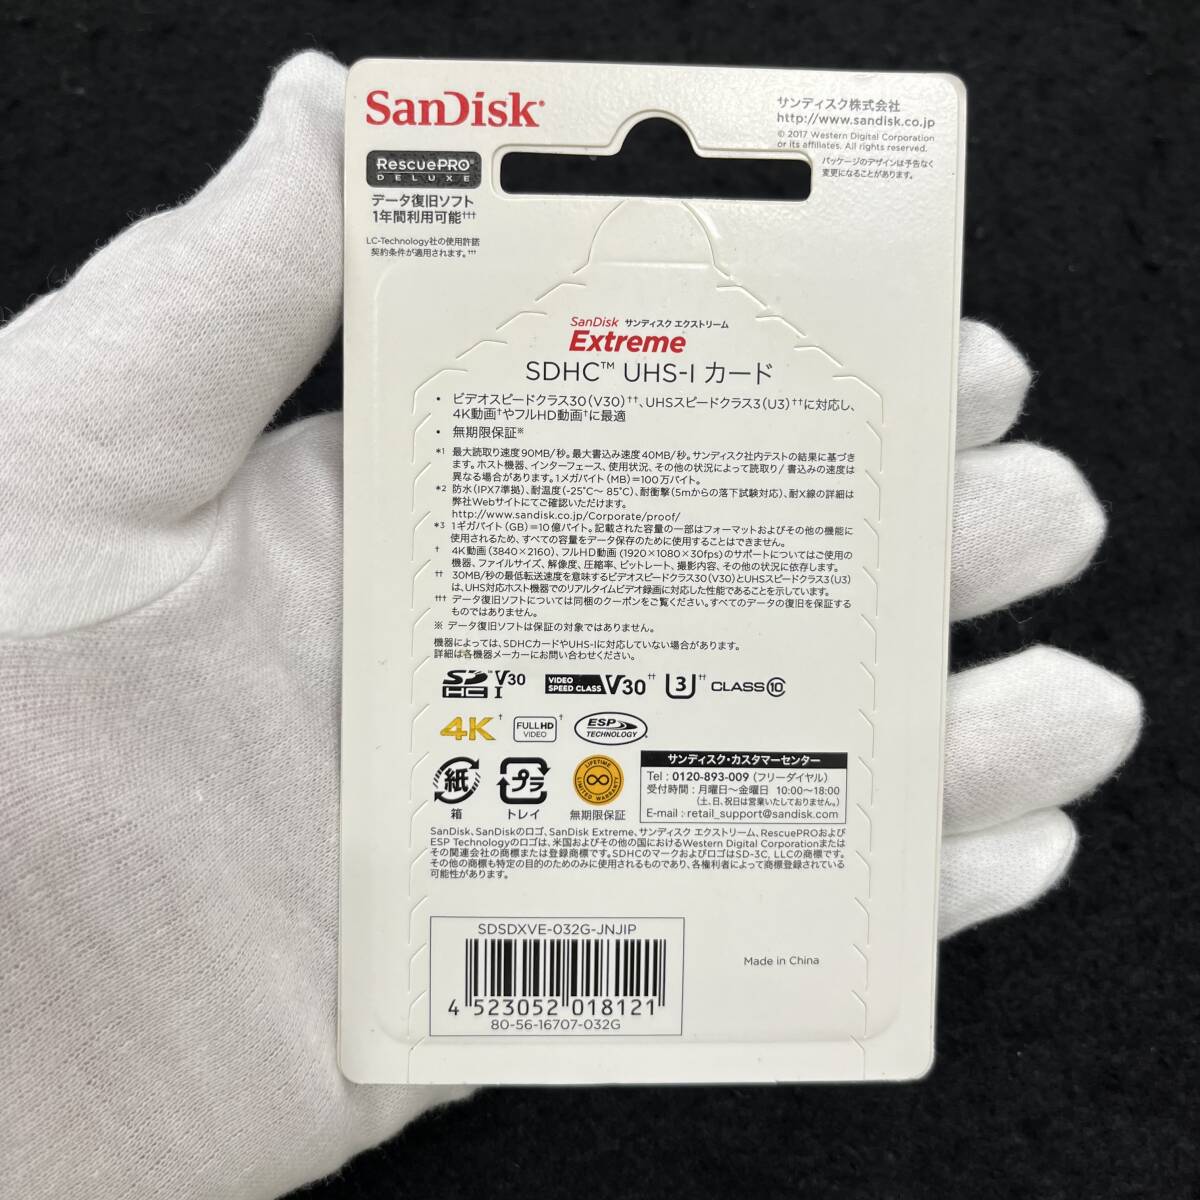 SanDisk
RescuePRO
DELUXE
データ復旧ソフト
1年間利用可能†††
LC-Technology社の使用許諾
契約条件が適用されます。†††
サンディスク株式会社
http://www.sandisk.co.jp
© 2017 Western Digital Corporation
or its affiliates. All rights reserved.
パッケージのデザインは予告なく
変更になることがあります。
SanDisk サンディスク エクストリーム
Extreme
SDHC™ UHS-I カード
• ビデオスピードクラス30(V30)††、UHSスピードクラス3(U3)††に対応し、
4K動画†やフルHD動画†に最適
• 無期限保証※
*1 最大読取り速度90MB/秒。最大書込み速度40MB/秒。サンディスク社内テストの結果に基づき
ます。ホスト機器、インターフェース、使用状況、その他の状況によって読取り/書込みの速度は
異なる場合があります。1メガバイト(MB)=100万バイト。
*2 防水(IPX7準拠)、耐温度(-25°C〜 85°C)、耐衝撃(5mからの落下試験対応)、耐X線の詳細は
弊社Webサイトにてご確認いただけます。
http://www.sandisk.co.jp/Corporate/proof/
*3 1ギガバイト(GB)=10億バイト。記載された容量の一部はフォーマットおよびその他の機能に
使用されるため、すべての容量をデータ保存のために使用することはできません。
† 4K動画(3840×2160)、フルHD動画(1920×1080×30fps)のサポートについてはご使用の
機器、ファイルサイズ、解像度、圧縮率、ビットレート、撮影内容、その他の状況に依存します。
†† 30MB/秒の最低転送速度を意味するビデオスピードクラス30(V30)とUHSスピードクラス3(U3)
は、UHS対応ホスト機器でのリアルタイムビデオ録画に対応した性能であることを示しています。
††† データ復旧ソフトについては同梱のクーポンをご覧ください。すべてのデータの復旧を保証する
ものではありません。
※ データ復旧ソフトは保証の対象ではありません。
機器によっては、SDHCカードやUHS-Iに対応していない場合があります。
詳細は各機器メーカーにお問い合わせください。
SD HC ™ V30 I VIDEO SPEED CLASS V30 †† 3 †† CLASS 10
4K † FULL HD VIDEO † ESP TECHNOLOGY
紙 箱
プラ トレイ
LIFETIME LIMITED WARRANTY
無期限保証
サンディスク・カスタマーセンター
Tel : 0120-893-009 (フリーダイヤル)
受付時間 : 月曜日〜金曜日 10:00〜18:00
(土、日、祝日は営業いたしておりません。)
E-mail : retail_support@sandisk.com
SanDisk、SanDiskのロゴ、SanDisk Extreme、サンディスク エクストリーム、RescuePROおよび
ESP Technologyのロゴは、米国およびその他の国におけるWestern Digital Corporationまたは
その関連会社の商標または登録商標です。SDHCのマークおよびロゴはSD-3C, LLCの商標です。
その他の商標も特定の目的のためのみに使用されるものであり、各権利者によって商標登録されている
可能性があります。
SDSDXVE-032G-JNJIP
4 523052 018121
80-56-16707-032G
Made in China